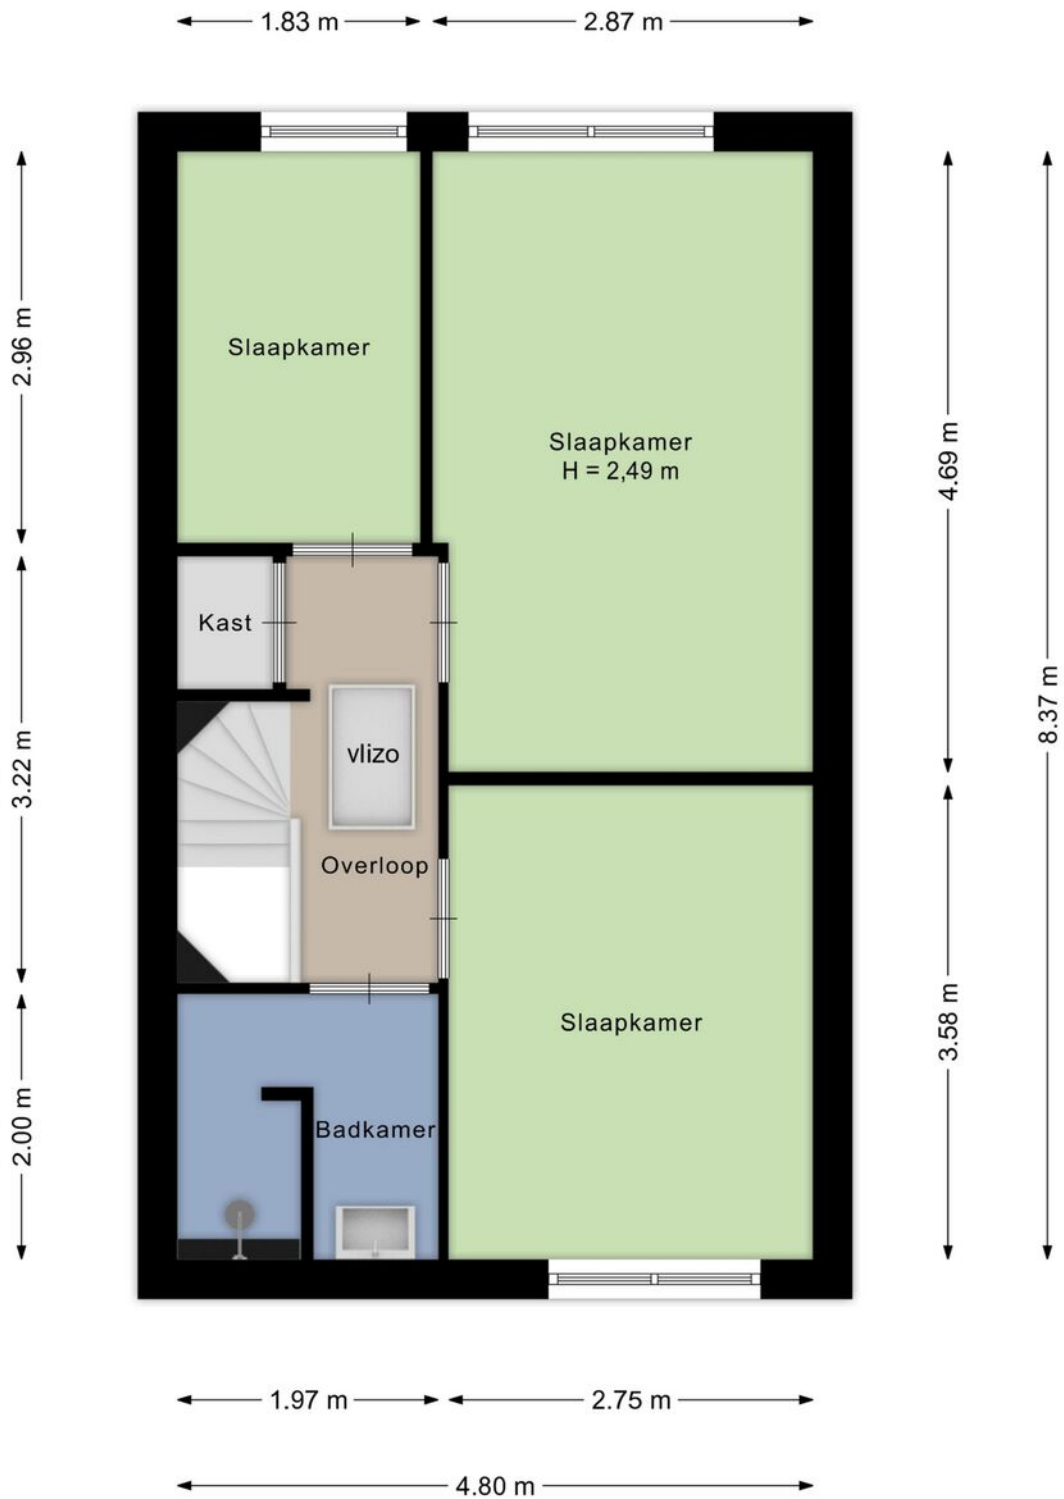 1.83 m
2.87 m
2.96 m
Slaapkamer
Slaapkamer
H = 2,49 m
4.69 m
8.37 m
Kast
3.22 m
vlizo
Overloop
Slaapkamer
3.58 m
2.00 m
Badkamer
1.97 m
2.75 m
4.80 m